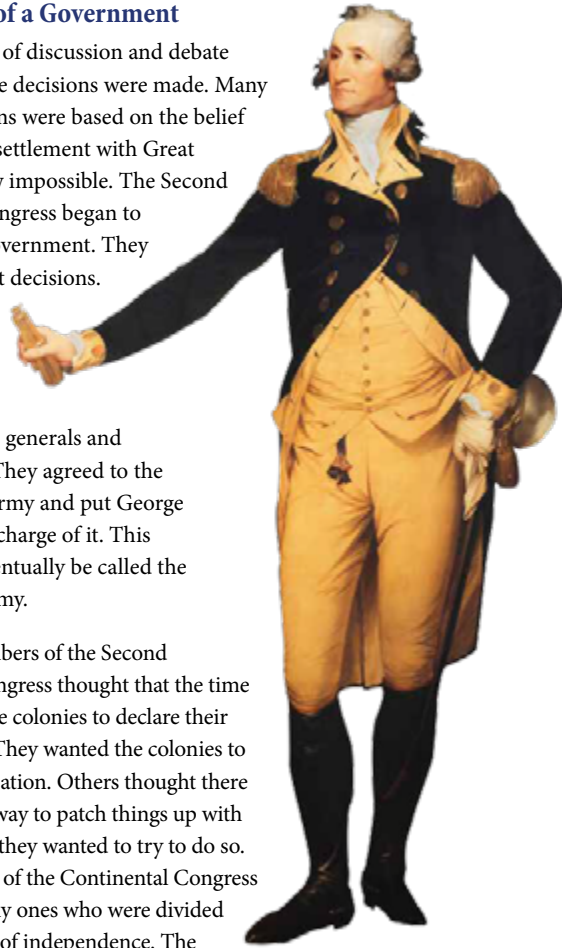 of a Government
of discussion and debate
e decisions were made. Many
ns were based on the belief
settlement with Great
y impossible. The Second
ngress began to
vernment. They
t decisions.
generals and
They agreed to the
rmy and put George
charge of it. This
entually be called the
my.
bers of the Second
ngress thought that the time
e colonies to declare their
They wanted the colonies to
ation. Others thought there
way to patch things up with
they wanted to try to do so.
of the Continental Congress
ly ones who were divided
of independence. The